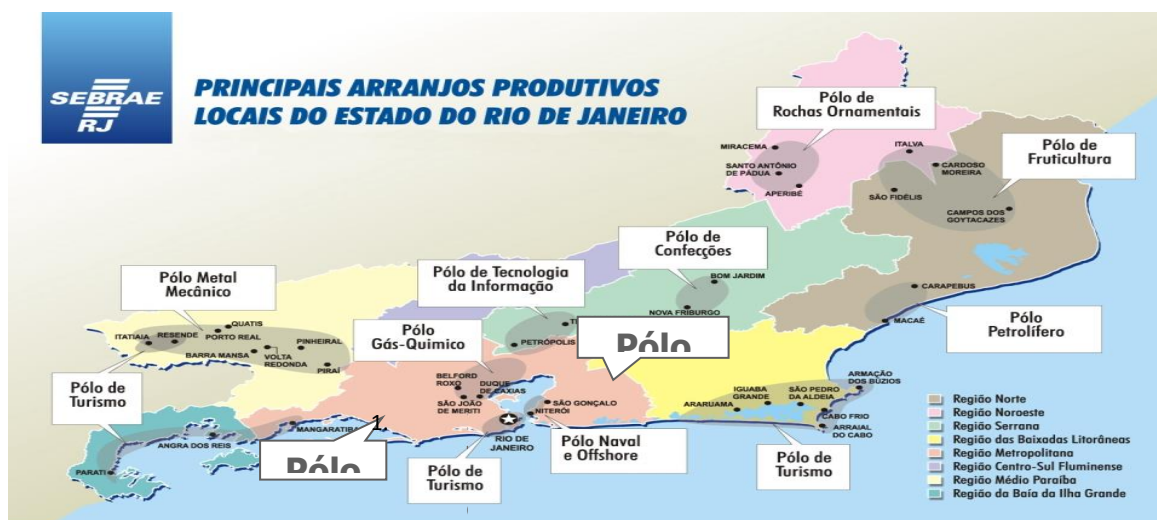 SEBRAE
RJ
PRINCIPAIS ARRANJOS PRODUTIVOS
LOCAIS DO ESTADO DO RIO DE JANEIRO
Pólo de
Rochas Ornamentais
MIRACEMA
SANTO ANTÔNIO
DE PÁDUA
APERIBÉ
ITALVA
CARDOSO
MOREIRA
SÃO FIDÉLIS
CAMPOS DOS
GOYTACAZES
Pólo de
Fruticultura
Pólo de
Confecções
BOM JARDIM
NOVA FRIBURGO
CARAPEBUS
MACAÉ
Pólo
Petrolífero
Pólo de Tecnologia
da Informação
PETRÓPOLIS
Pólo
Pólo Metal
Mecânico
QUATIS
ITATIAIA
RESENDE
PORTO REAL
BARRA MANSA
VOLTA
REDONDA
PINHEIRAL
PIRAÍ
Pólo
Gás-Quimico
BELFORD
ROXO
DUQUE DE CAXIAS
SÃO JOÃO
DE MERITI
SÃO GONÇALO
NITERÓI
RIO DE
JANEIRO
Pólo de
Turismo
PARATI
ANGRA DOS REIS
MANGARATIBA
1.
Pólo
Pólo de
Turismo
Pólo Naval
e Offshore
ARARUAMA
IGUABA
GRANDE
SÃO PEDRO
DA ALDEIA
ARMAÇÃO
DOS BÚZIOS
CABO FRIO
ARRAIAL
DO CABO
Pólo de
Turismo
Região Norte
Região Noroeste
Região Serrana
Região das Baixadas Litorâneas
Região Metropolitana
Região Centro-Sul Fluminense
Região Médio Paraíba
Região da Baía da Ilha Grande